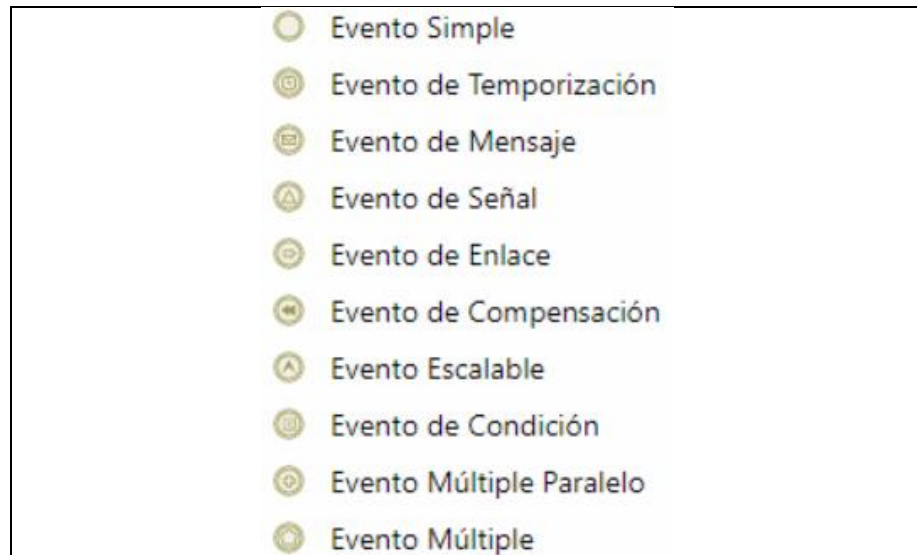 Evento Simple
Evento de Temporización
Evento de Mensaje
Evento de Señal
Evento de Enlace
Evento de Compensación
Evento Escalable
Evento de Condición
Evento Múltiple Paralelo
Evento Múltiple